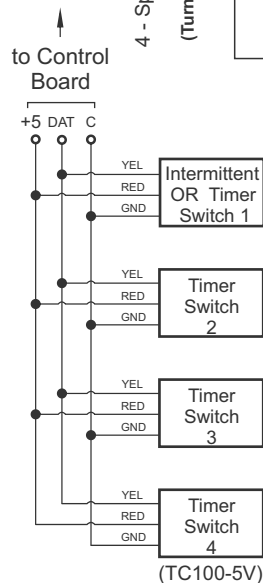 4 - Sp
(Turn
to Control
Board
+5 DAT C
YEL
RED
GND
Intermittent
OR Timer
Switch 1
YEL
RED
GND
Timer
Switch
2
YEL
RED
GND
Timer
Switch
3
YEL
RED
GND
Timer
Switch
4
(TC100-5V)